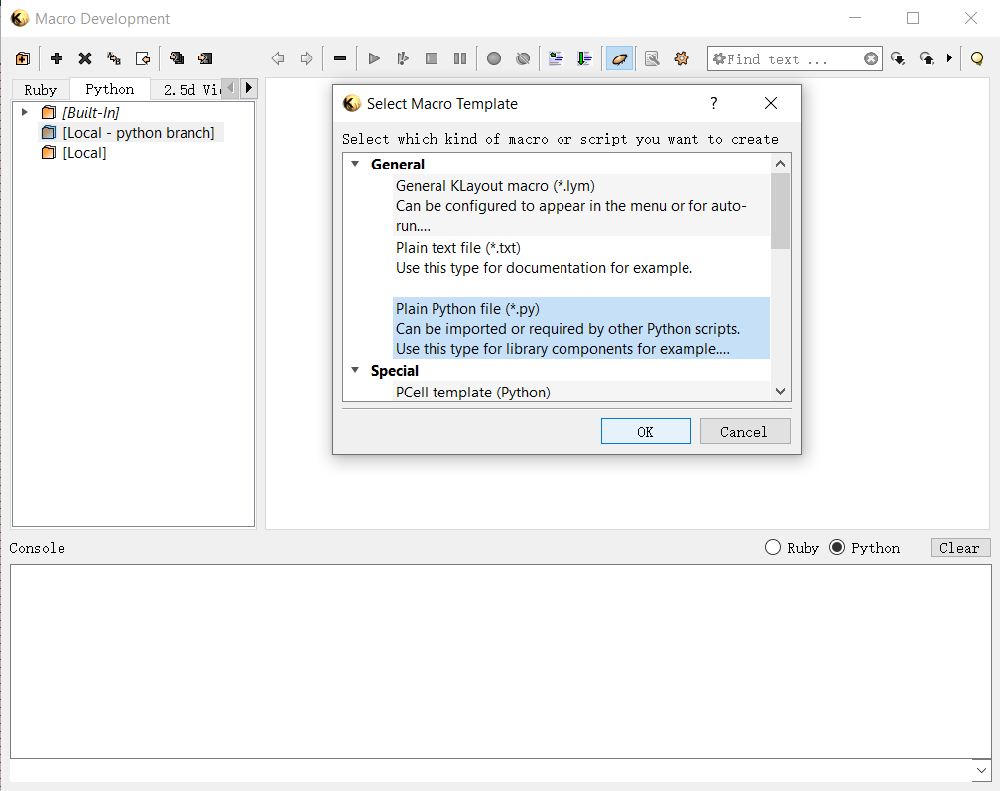 Macro Development
Find text ...
Ruby
Python
2.5d Vi
[Built-In]
[Local - python branch]
[Local]
Select Macro Template
?
Select which kind of macro or script you want to create
General
General KLayout macro (*.lym)
Can be configured to appear in the menu or for auto-
run....
Plain text file (*.txt)
Use this type for documentation for example.
Plain Python file (*.py)
Can be imported or required by other Python scripts.
Use this type for library components for example....
Special
PCell template (Python)
OK
Cancel
Console
Ruby
Python
Clear